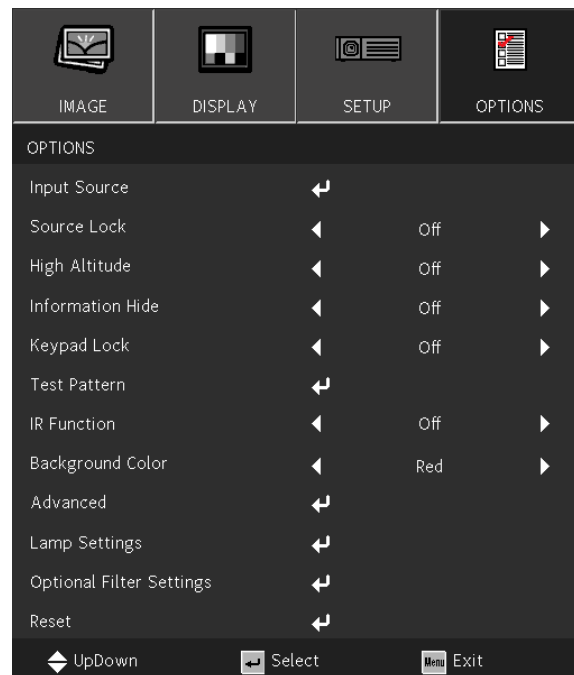 IMAGE DISPLAY SETUP OPTIONS
OPTIONS
Input Source
Source Lock Off
High Altitude Off
Information Hide Off
Keypad Lock Off
Test Pattern
IR Function Off
Background Color Red
Advanced
Lamp Settings
Optional Filter Settings
Reset
UpDown Select Menu Exit